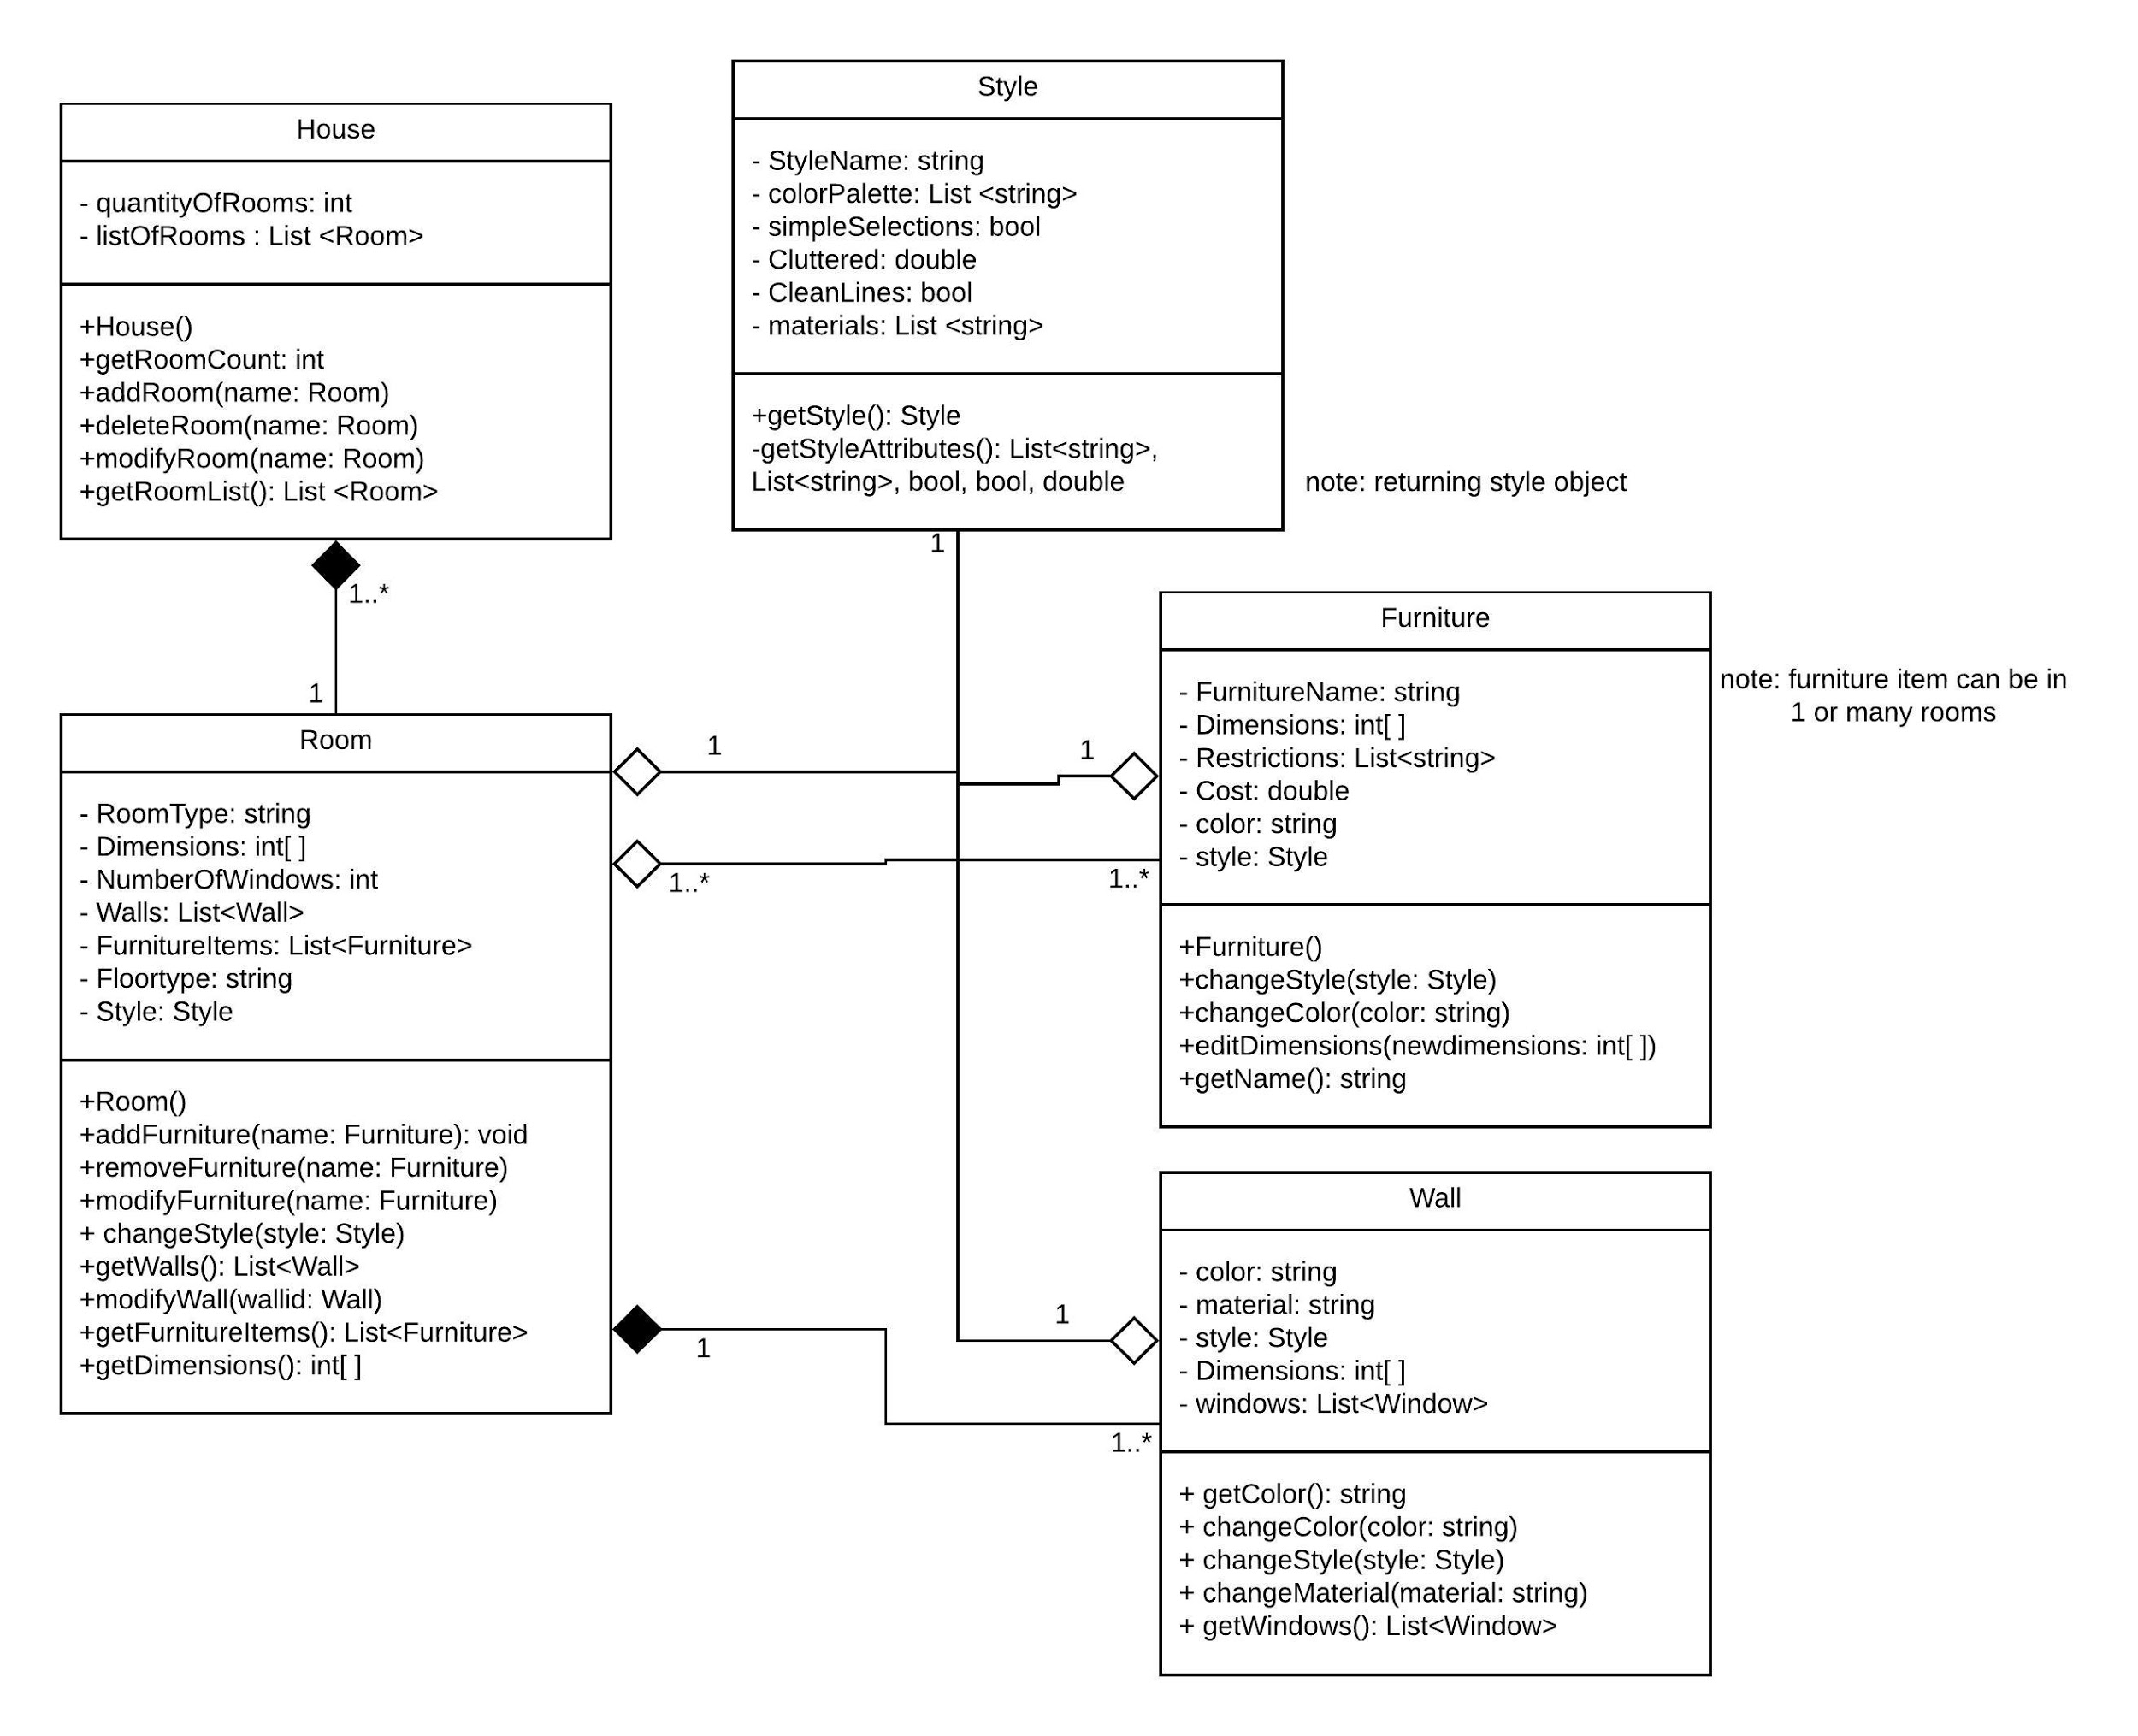 House
- quantityOfRooms: int
- listOfRooms : List <Room>
+House()
+getRoomCount: int
+addRoom(name: Room)
+deleteRoom(name: Room)
+modifyRoom(name: Room)
+getRoomList(): List <Room>
1..*
1
Style
- StyleName: string
- colorPalette: List <string>
- simpleSelections: bool
- Cluttered: double
- CleanLines: bool
- materials: List <string>
+getStyle(): Style
-getStyleAttributes(): List<string>,
List<string>, bool, bool, double
note: returning style object
1
Room
- RoomType: string
- Dimensions: int[ ]
- NumberOfWindows: int
- Walls: List<Wall>
- FurnitureItems: List<Furniture>
- Floortype: string
- Style: Style
+Room()
+addFurniture(name: Furniture): void
+removeFurniture(name: Furniture)
+modifyFurniture(name: Furniture)
+ changeStyle(style: Style)
+getWalls(): List<Wall>
+modifyWall(wallid: Wall)
+getFurnitureItems(): List<Furniture>
+getDimensions(): int[ ]
1
1
1..*
1..*
Furniture
- FurnitureName: string
- Dimensions: int[ ]
- Restrictions: List<string>
- Cost: double
- color: string
- style: Style
+Furniture()
+changeStyle(style: Style)
+changeColor(color: string)
+editDimensions(newdimensions: int[ ])
+getName(): string
note: furniture item can be in
1 or many rooms
1
1
1..*
Wall
- color: string
- material: string
- style: Style
- Dimensions: int[ ]
- windows: List<Window>
+ getColor(): string
+ changeColor(color: string)
+ changeStyle(style: Style)
+ changeMaterial(material: string)
+ getWindows(): List<Window>